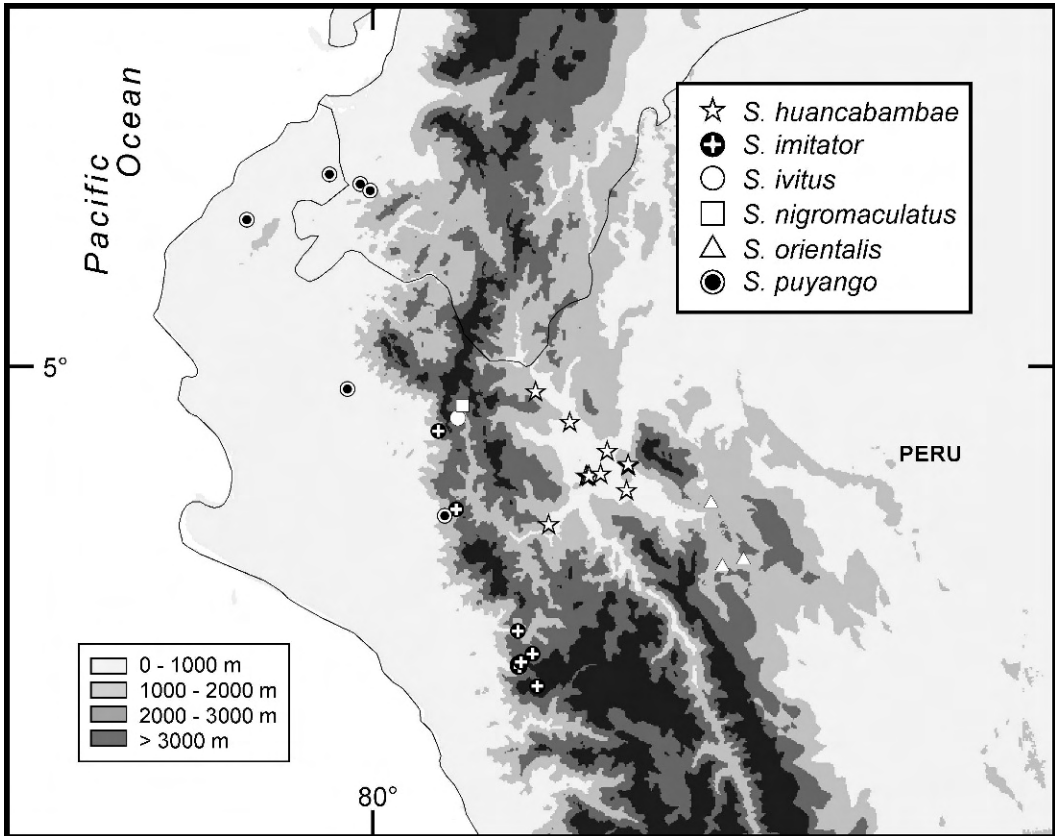 Pacific
Ocean
S. huancabambae
S. imitator
S. ivitus
S. nigromaculatus
S. orientalis
S. puyango
5°
PERU
0 - 1000 m
1000 - 2000 m
2000 - 3000 m
> 3000 m
80°